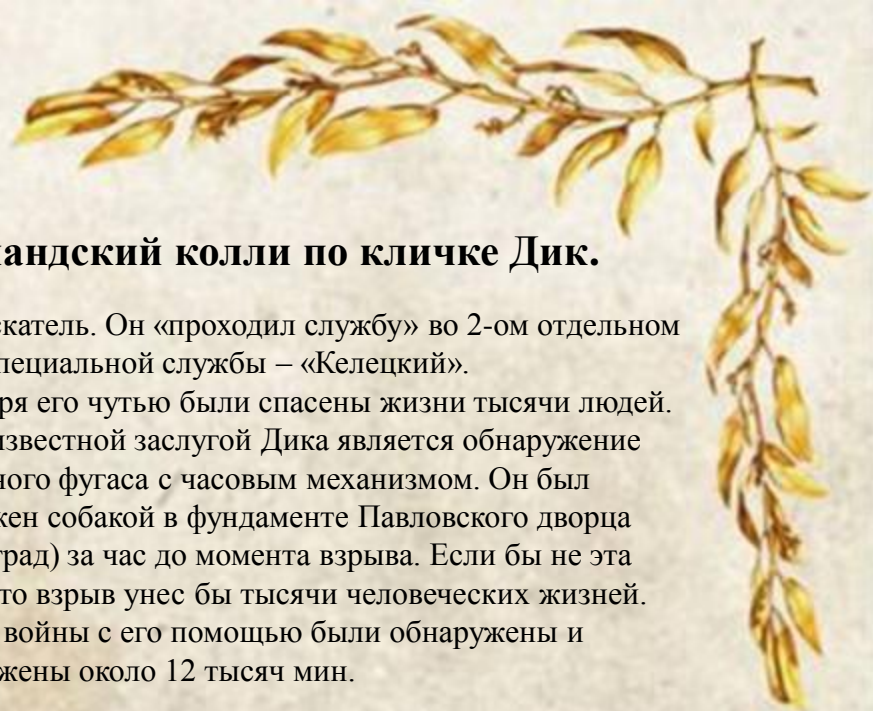 андский колли по кличке Дик.
скатель. Он «проходил службу» во 2-ом отдельном
пециальной службы – «Келецкий».
ря его чутью были спасены жизни тысячи людей.
известной заслугой Дика является обнаружение
ного фугаса с часовым механизмом. Он был
жен собакой в фундаменте Павловского дворца
град) за час до момента взрыва. Если бы не эта
то взрыв унес бы тысячи человеческих жизней.
войны с его помощью были обнаружены и
жены около 12 тысяч мин.